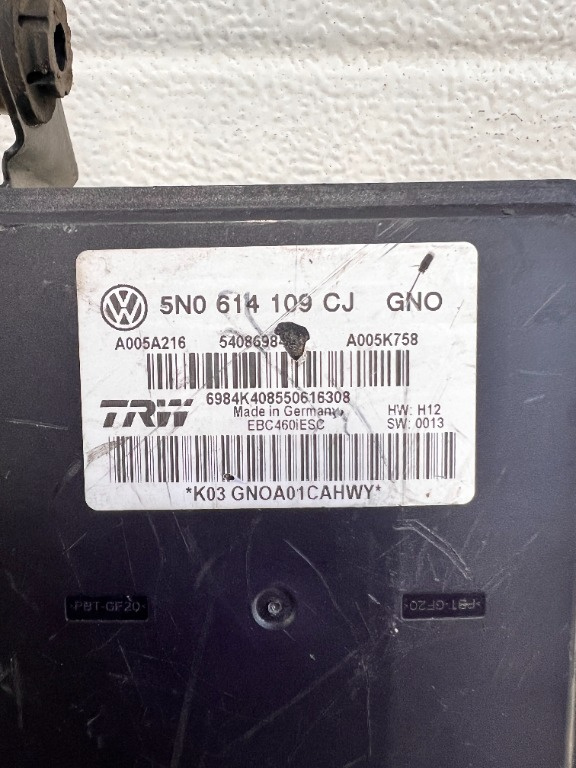 5N0 614 109 CJ GNO
A005A216 A005K758
6984K408550616308
TRW Made in Germany HW: H12
EBC460iESC SW: 0013
*K03 GNOA01CAHWY*
PBT-GF20 PBT-GF20